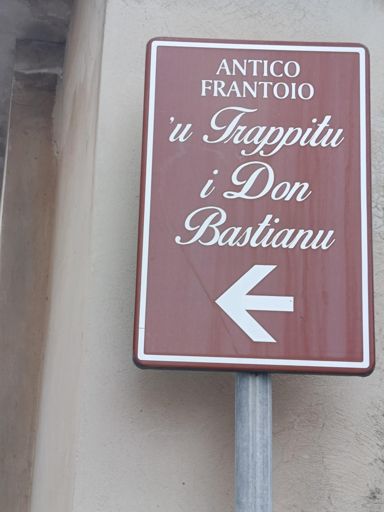 ANTICO
FRANTOIO
'u Trappitu
i Don
Bastianu